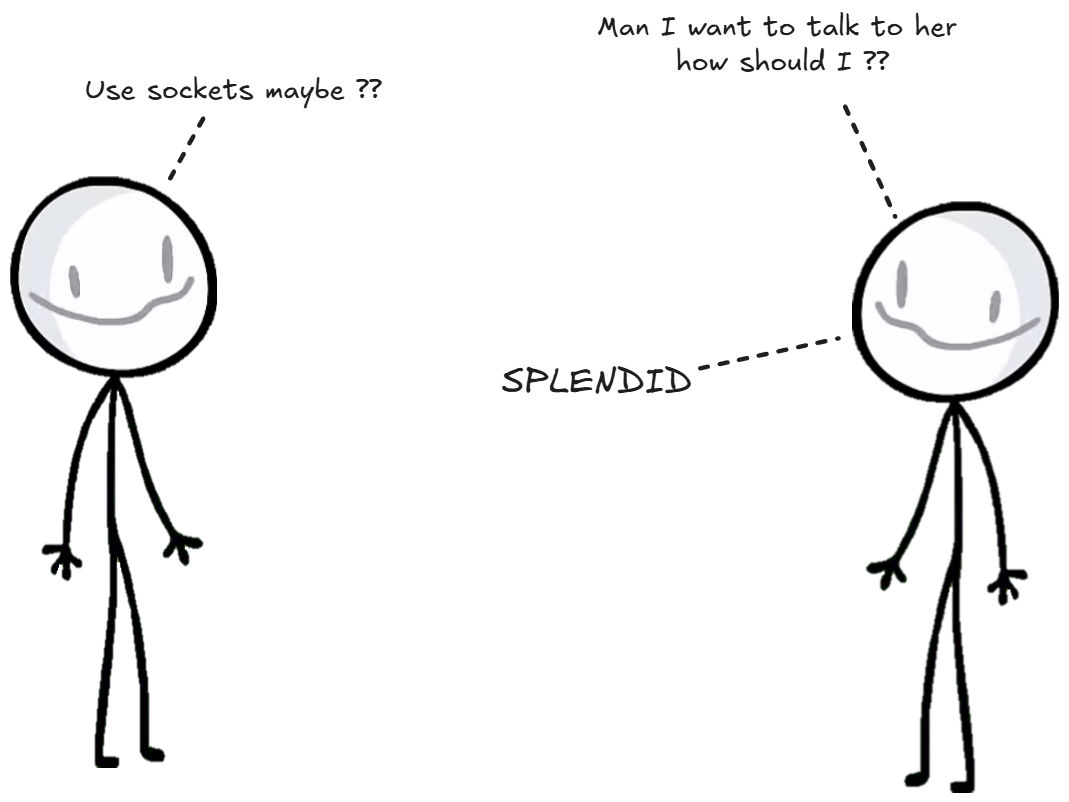 Man I want to talk to her
how should I ??
Use sockets maybe ??
SPLENDID